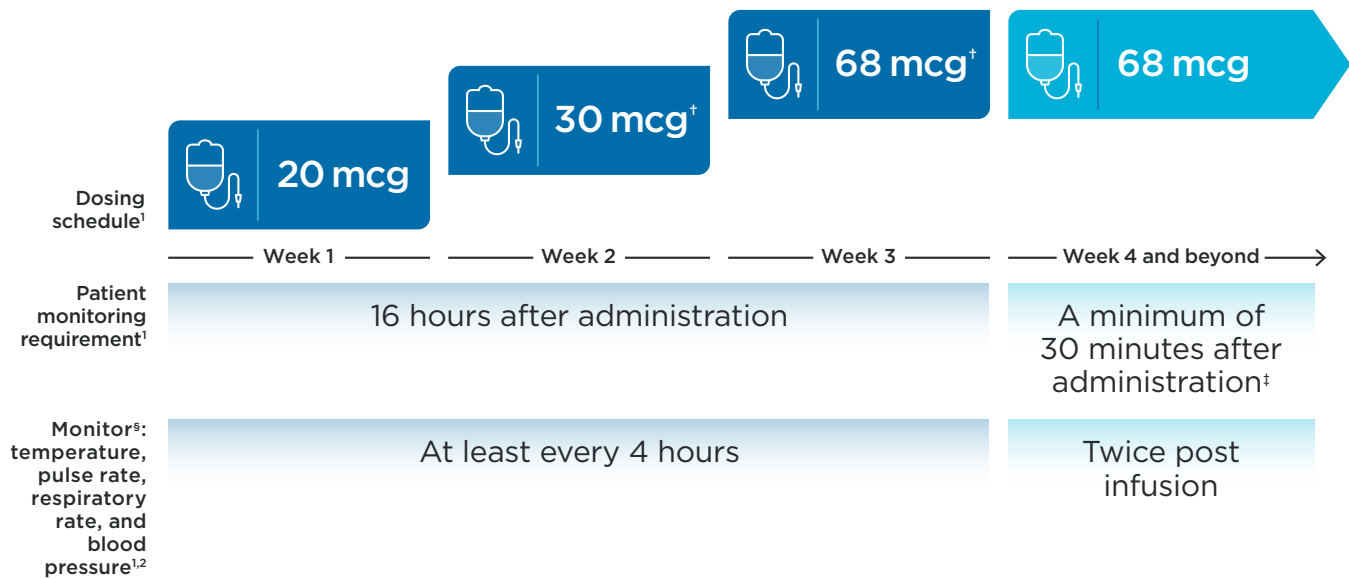 68 mcg†
68 mcg
30 mcg†
20 mcg
Dosing
schedule¹
Week 1
Week 2
Week 3
Week 4 and beyond
Patient
monitoring
requirement¹
16 hours after administration
A minimum of
30 minutes after
administration‡
Monitor§:
temperature,
pulse rate,
respiratory
rate, and
blood
pressure¹,²
At least every 4 hours
Twice post
infusion